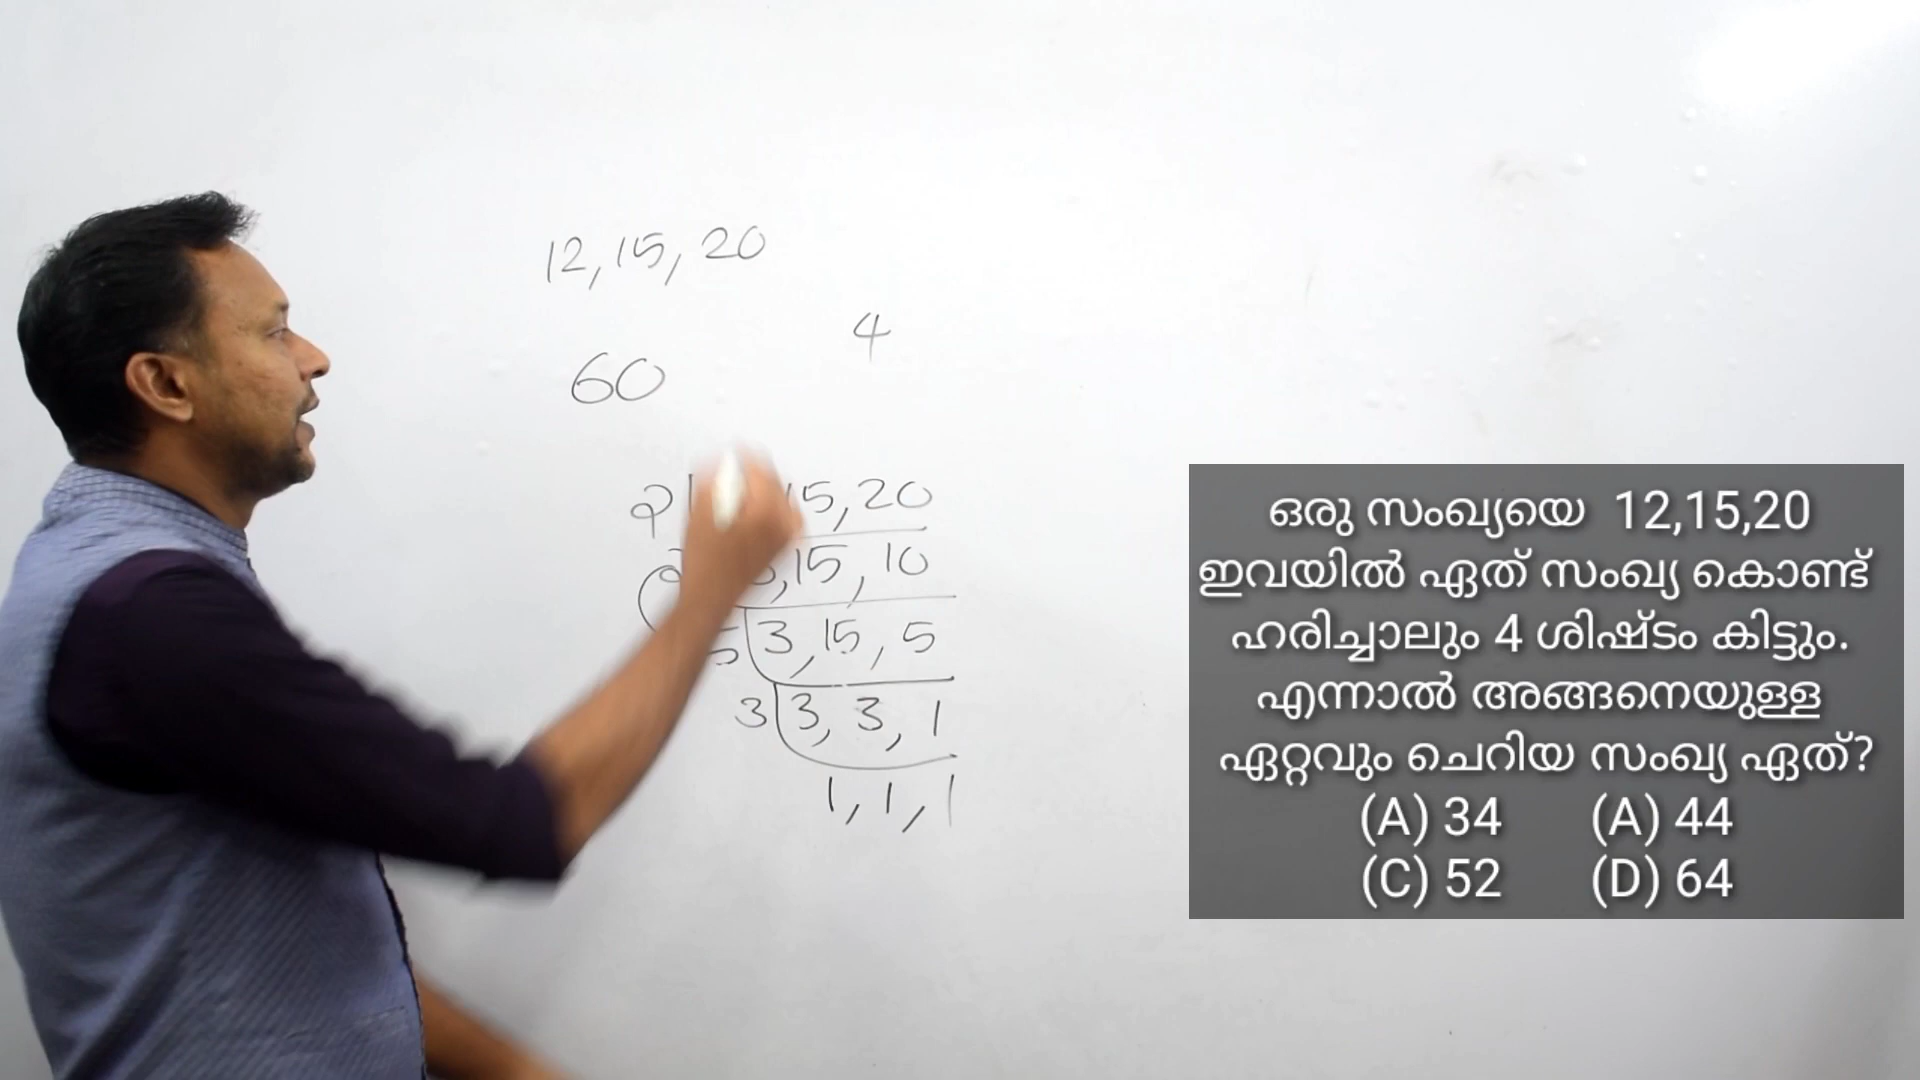 12, 15, 20
4
60
2 15, 20
15, 10
5 3, 15, 5
3 3, 3, 1
1, 1, 1
ഒരു സംഖ്യയെ 12,15,20
ഇവയിൽ ഏത് സംഖ്യ കൊണ്ട്
ഹരിച്ചാലും 4 ശിഷ്ടം കിട്ടും.
എന്നാൽ അങ്ങനെയുള്ള
ഏറ്റവും ചെറിയ സംഖ്യ ഏത്?
(A) 34 (A) 44
(C) 52 (D) 64